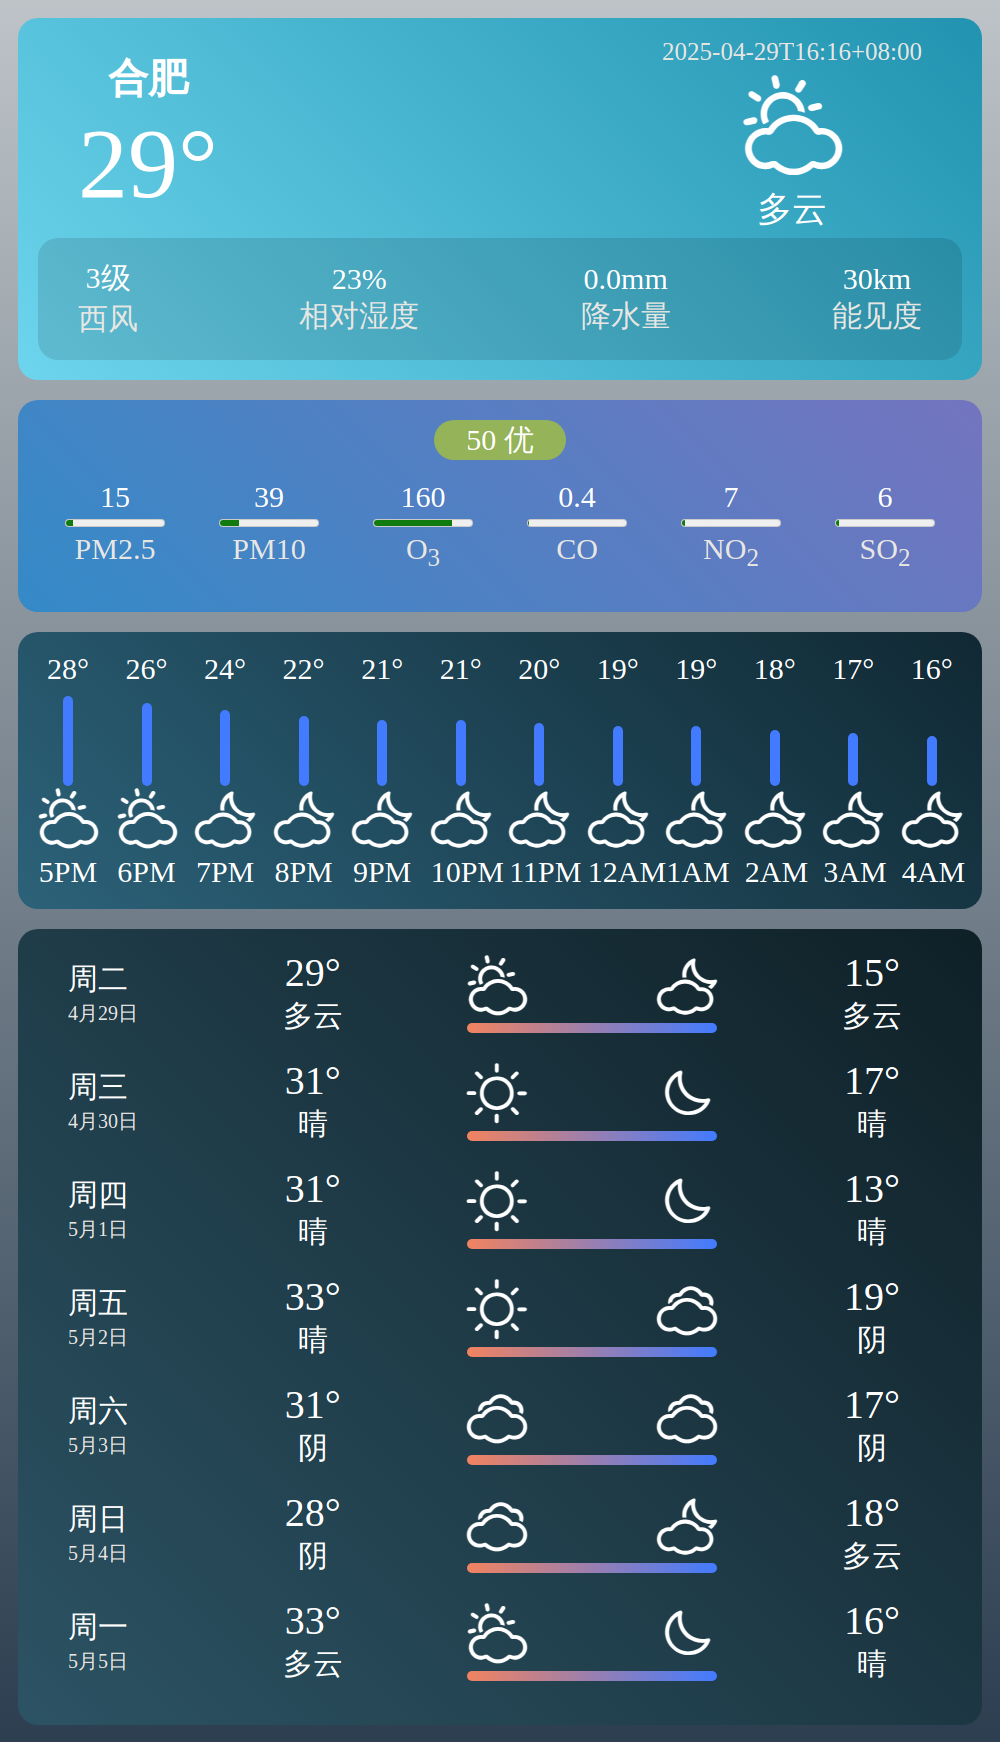 合肥
29°
2025-04-29T16:16+08:00
多云
3级 23% 0.0mm 30km
西风 相对湿度 降水量 能见度
50 优
15 39 160 0.4 7 6
PM2.5 PM10 O3 CO NO2 SO2
28° 26° 24° 22° 21° 21° 20° 19° 19° 18° 17° 16°
5PM 6PM 7PM 8PM 9PM 10PM 11PM 12AM 1AM 2AM 3AM 4AM
周二 29° 15°
4月29日 多云 多云
周三 31° 17°
4月30日 晴 晴
周四 31° 13°
5月1日 晴 晴
周五 33° 19°
5月2日 晴 阴
周六 31° 17°
5月3日 阴 阴
周日 28° 18°
5月4日 阴 多云
周一 33° 16°
5月5日 多云 晴